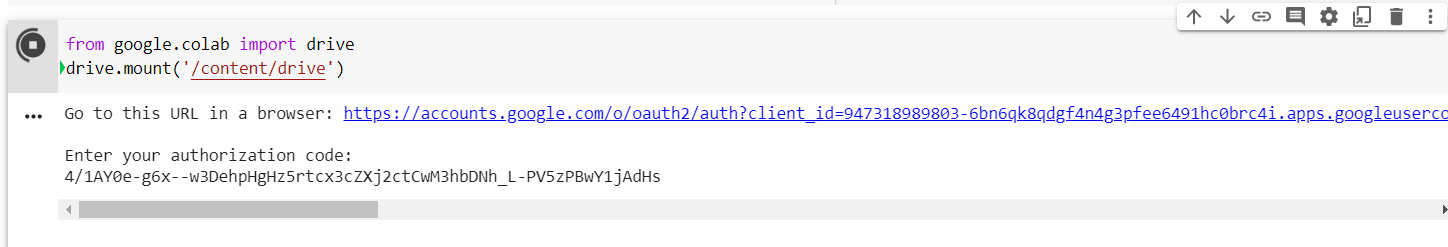 from google.colab import drive
drive.mount('/content/drive')
Go to this URL in a browser: https://accounts.google.com/o/oauth2/auth?client_id=947318989803-6bn6qk8qdgf4n4g3pfee6491hc0brc4i.apps.googleuserco
Enter your authorization code:
4/1AY0e-g6x--w3DehpHgHz5rtcx3cZXj2ctCwM3hbDNh_L-PV5zPBwY1jAdHs